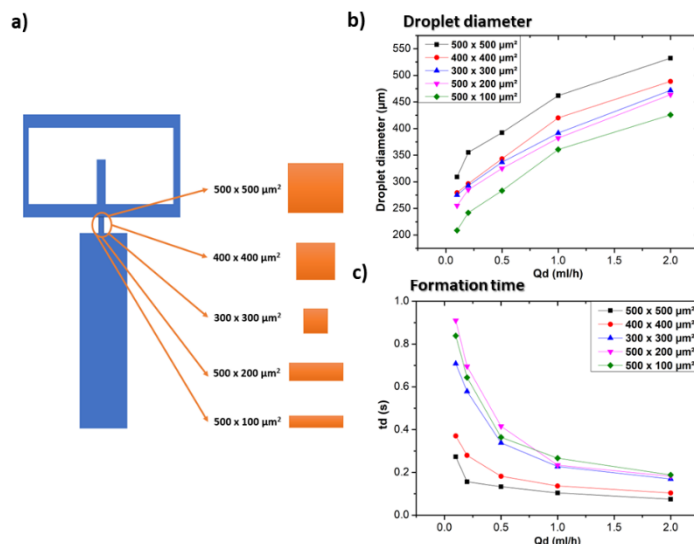 a)
500 x 500 µm²
400 x 400 µm²
300 x 300 µm²
500 x 200 µm²
500 x 100 µm²
b)
Droplet diameter
550
500
450
400
350
300
250
200
Droplet diameter (µm)
500 x 500 µm²
400 x 400 µm²
300 x 300 µm²
500 x 200 µm²
500 x 100 µm²
0.0 0.5 1.0 1.5 2.0
Qd (ml/h)
c)
Formation time
1.0
0.8
0.6
0.4
0.2
0.0
td (s)
500 x 500 µm²
400 x 400 µm²
300 x 300 µm²
500 x 200 µm²
500 x 100 µm²
0.0 0.5 1.0 1.5 2.0
Qd (ml/h)